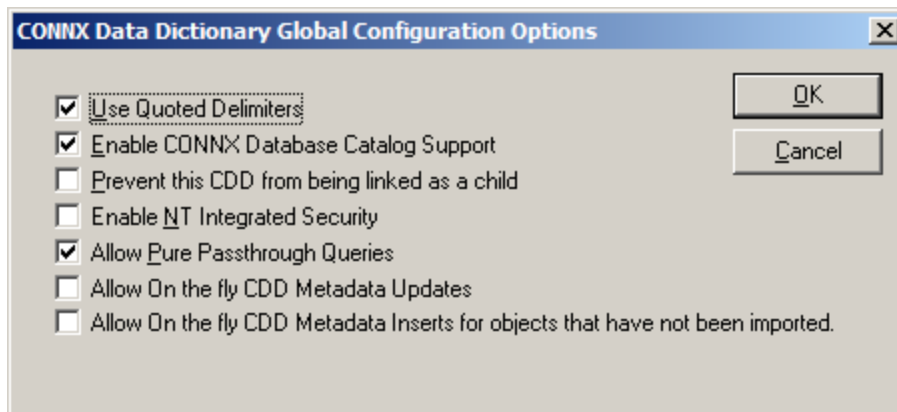 CONNX Data Dictionary Global Configuration Options
Use Quoted Delimiters
OK
Enable CONNX Database Catalog Support
Cancel
Prevent this CDD from being linked as a child
Enable NT Integrated Security
Allow Pure Passthrough Queries
Allow On the fly CDD Metadata Updates
Allow On the fly CDD Metadata Inserts for objects that have not been imported.